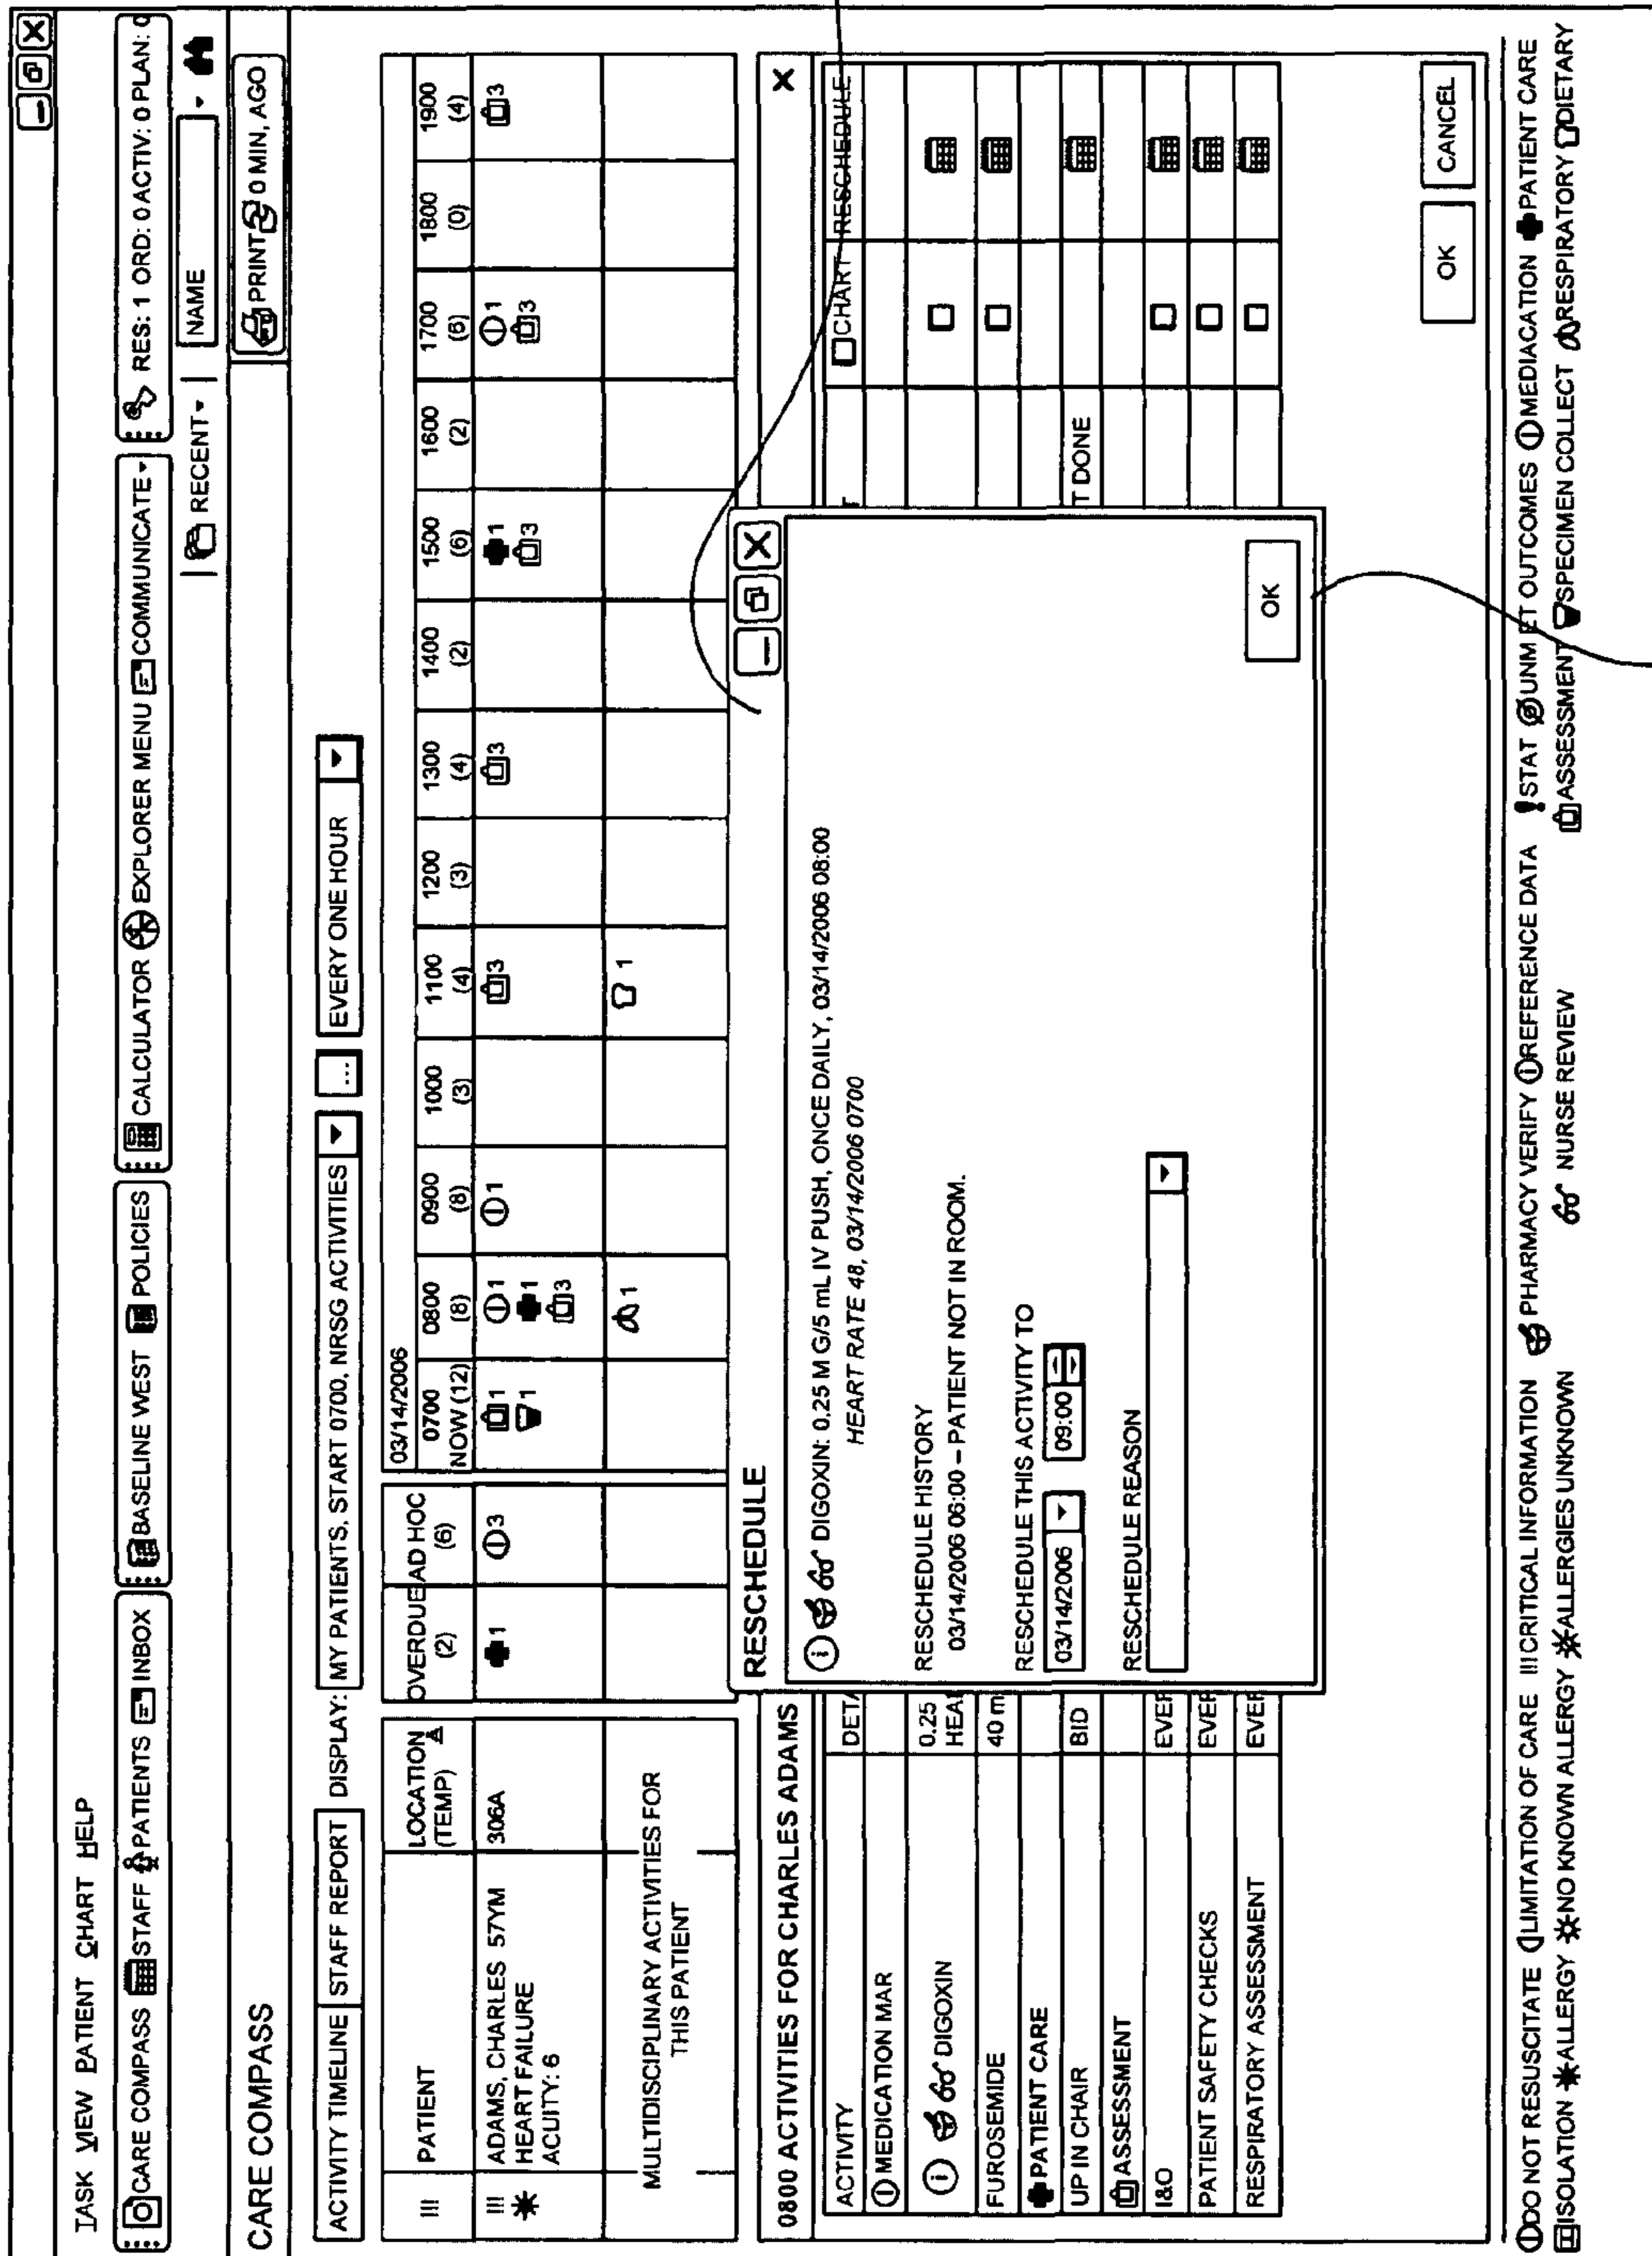 TASK VIEW PATIENT CHART HELP
CARE COMPASS STAFF PATIENTS INBOX BASELINE WEST POLICIES CALCULATOR EXPLORER MENU COMMUNICATE RES: 1 ORD: 0 ACTIV: 0 PLAN: 0
RECENT NAME
CARE COMPASS PRINT 0 MIN, AGO
ACTIVITY TIMELINE STAFF REPORT DISPLAY: MY PATIENTS, START 0700, NRSG ACTIVITIES ... EVERY ONE HOUR
03/14/2006
!!! PATIENT LOCATION (TEMP) OVERDUE (2) AD HOC (6) 0700 NOW (12) 0800 (8) 0900 (8) 1000 (3) 1100 (4) 1200 (3) 1300 (4) 1400 (2) 1500 (6) 1600 (2) 1700 (6) 1800 (0) 1900 (4)
!!! ADAMS, CHARLES 57YM 306A 1 3 1 1 1 3 1 3 3 1 1 3
HEART FAILURE 1 1 3 3
ACUITY: 6 3
MULTIDISCIPLINARY ACTIVITIES FOR 1 1
THIS PATIENT
0800 ACTIVITIES FOR CHARLES ADAMS X
ACTIVITY DETA T CHART RESCHEDULE
MEDICATION MAR
DIGOXIN 0.25
HEAR
FUROSEMIDE 40 m
PATIENT CARE
UP IN CHAIR BID T DONE
ASSESSMENT
I&O EVER
PATIENT SAFETY CHECKS EVER
RESPIRATORY ASSESSMENT EVER
OK CANCEL
RESCHEDULE
DIGOXIN: 0.25 M G/5 mL IV PUSH, ONCE DAILY, 03/14/2006 08:00
HEART RATE 48, 03/14/2006 0700
RESCHEDULE HISTORY
03/14/2006 06:00 – PATIENT NOT IN ROOM.
RESCHEDULE THIS ACTIVITY TO
03/14/2006 09:00
RESCHEDULE REASON
OK
DO NOT RESUSCITATE LIMITATION OF CARE !!! CRITICAL INFORMATION PHARMACY VERIFY REFERENCE DATA STAT UNM ET OUTCOMES MEDIACATION PATIENT CARE
ISOLATION ALLERGY NO KNOWN ALLERGY ALLERGIES UNKNOWN NURSE REVIEW ASSESSMENT SPECIMEN COLLECT RESPIRATORY DIETARY